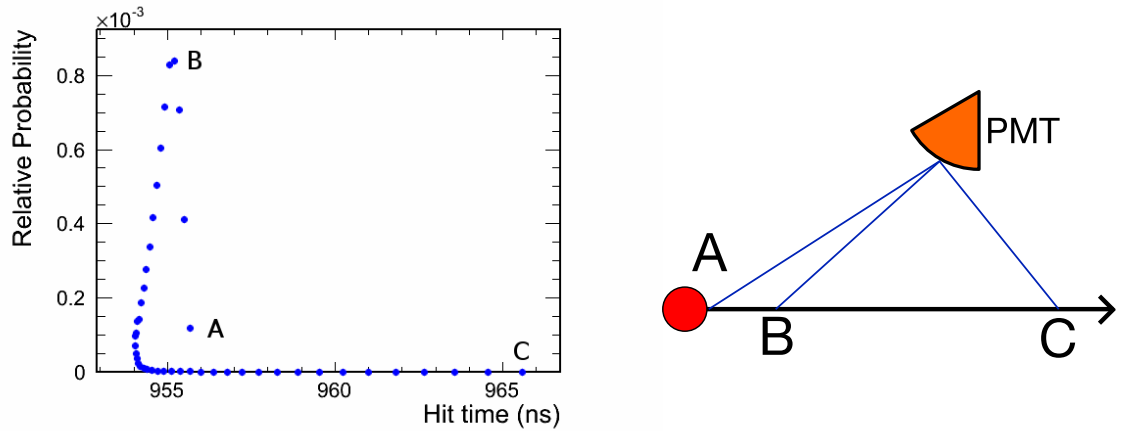 ×10⁻³
Relative Probability
0.8
0.6
0.4
0.2
0
B
A
C
955
960
965
Hit time (ns)
PMT
A
B
C